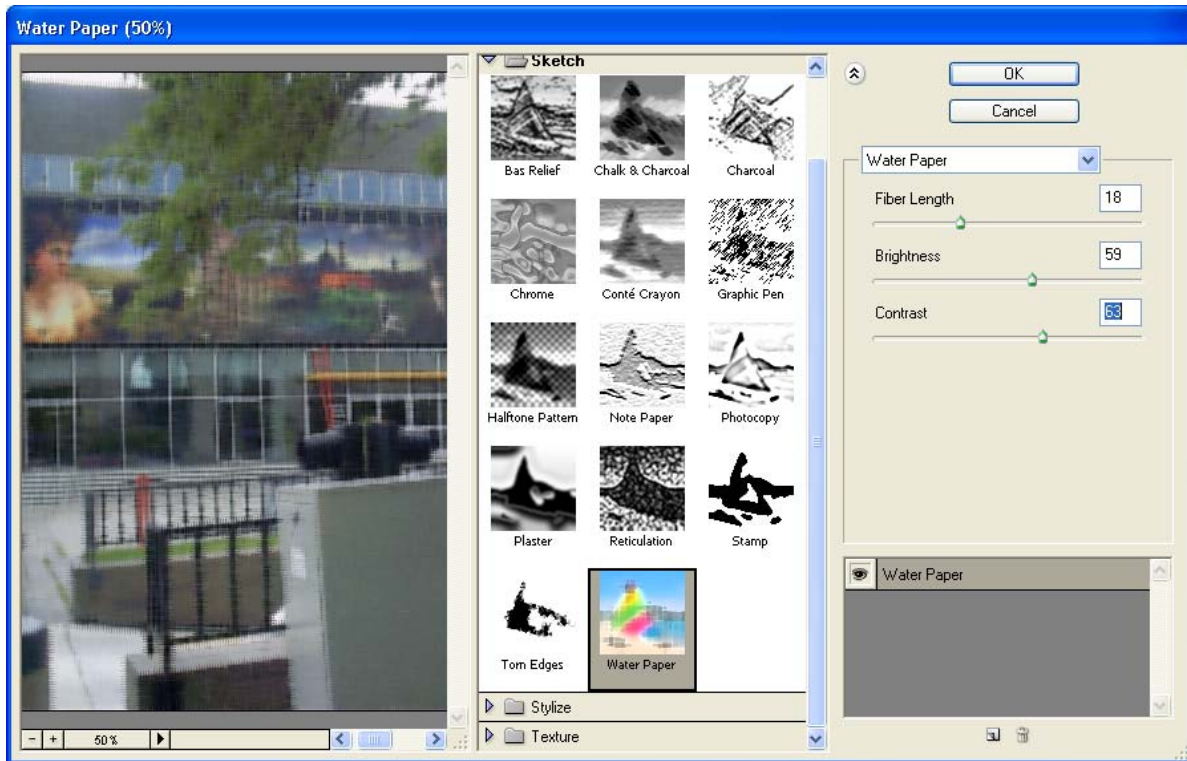 Water Paper (50%)
Sketch
Bas Relief
Chalk & Charcoal
Charcoal
Chrome
Conté Crayon
Graphic Pen
Halftone Pattern
Note Paper
Photocopy
Plaster
Reticulation
Stamp
Torn Edges
Water Paper
Stylize
Texture
50%
OK
Cancel
Water Paper
Fiber Length
18
Brightness
59
Contrast
63
Water Paper